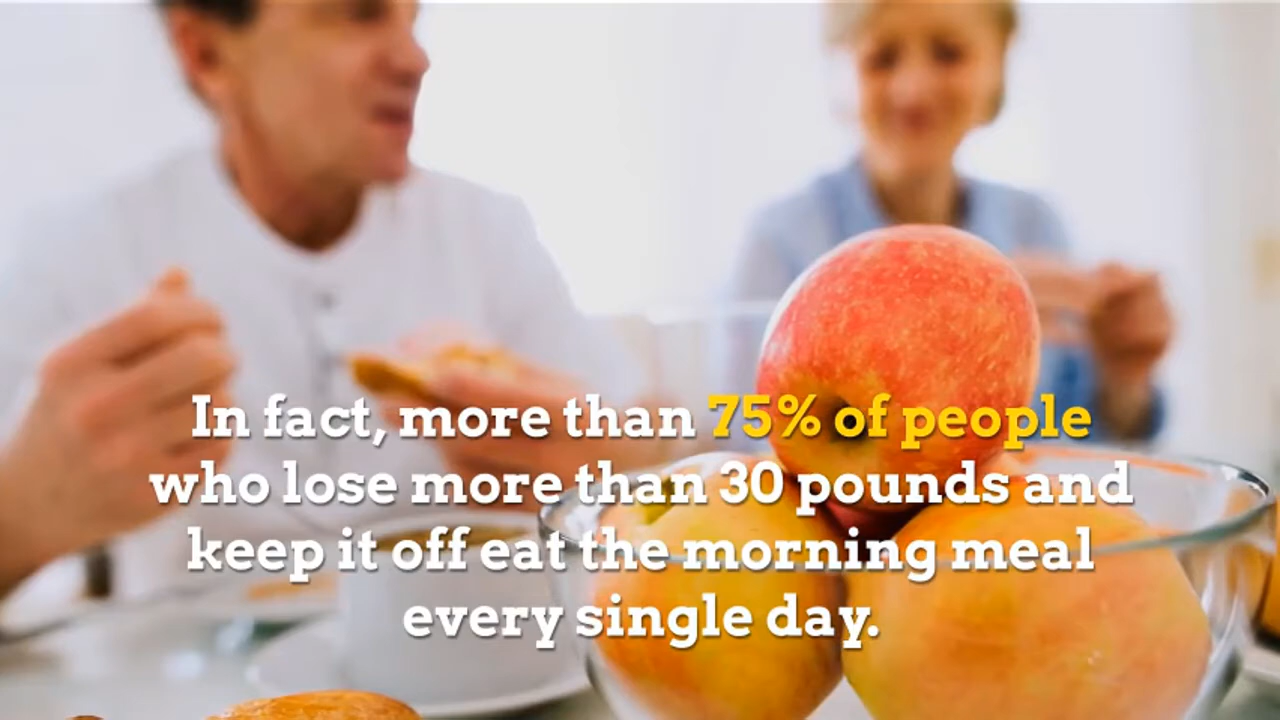 In fact, more than 75% of people
who lose more than 30 pounds and
keep it off eat the morning meal
every single day.